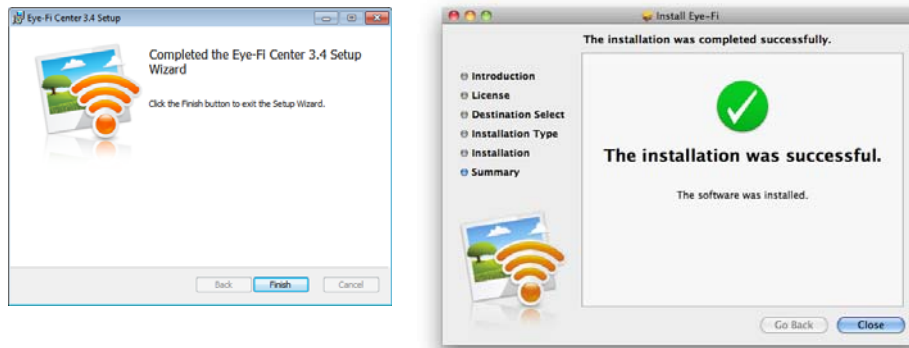 Eye-Fi Center 3.4 Setup
Completed the Eye-Fi Center 3.4 Setup
Wizard
Click the Finish button to exit the Setup Wizard.
Back
Finish
Cancel
Install Eye-Fi
The installation was completed successfully.
Introduction
License
Destination Select
Installation Type
Installation
Summary
The installation was successful.
The software was installed.
Go Back
Close